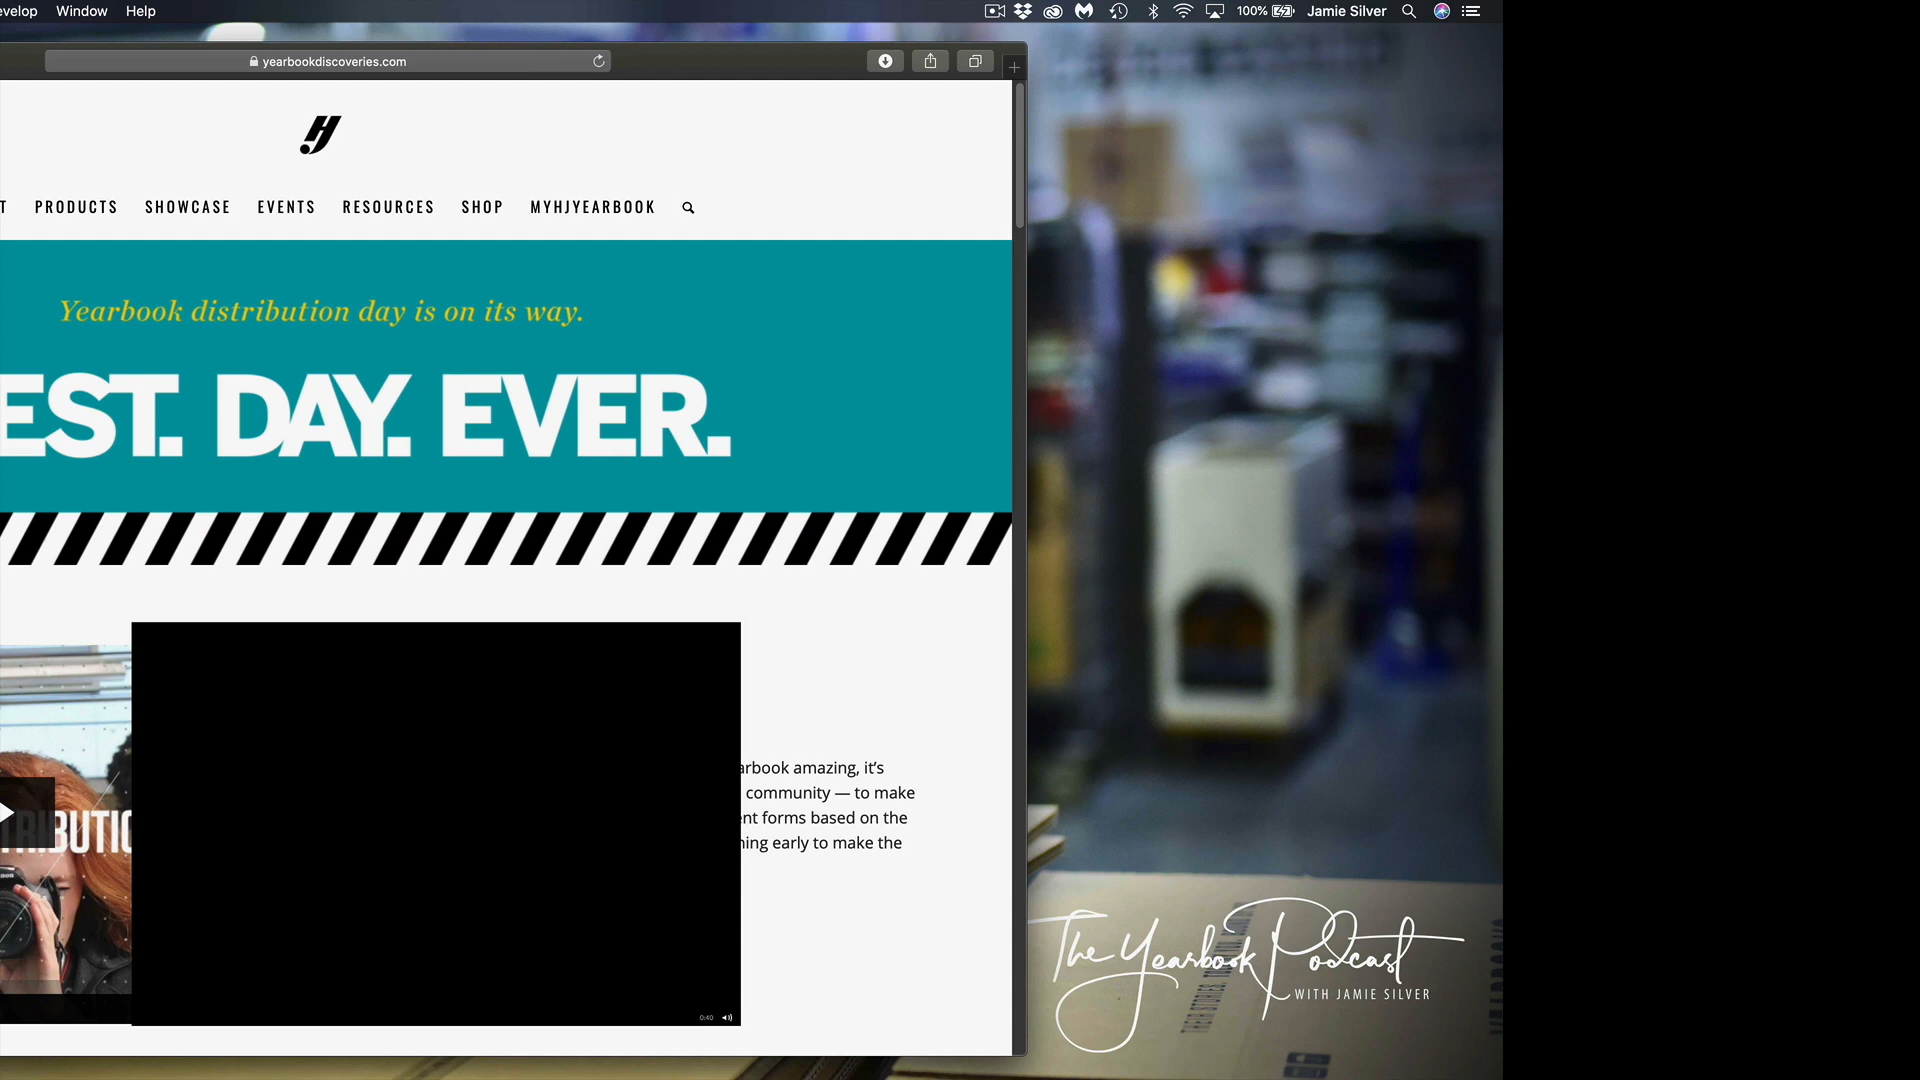 evelop Window Help
100% Jamie Silver
yearbookdiscoveries.com
HJ
T PRODUCTS SHOWCASE EVENTS RESOURCES SHOP MYHJYEARBOOK
Yearbook distribution day is on its way.
EST. DAY. EVER.
arbook amazing, it's
community — to make
TRIBUTIO
nt forms based on the
ning early to make the
0:40
The Yearbook Podcast
WITH JAMIE SILVER